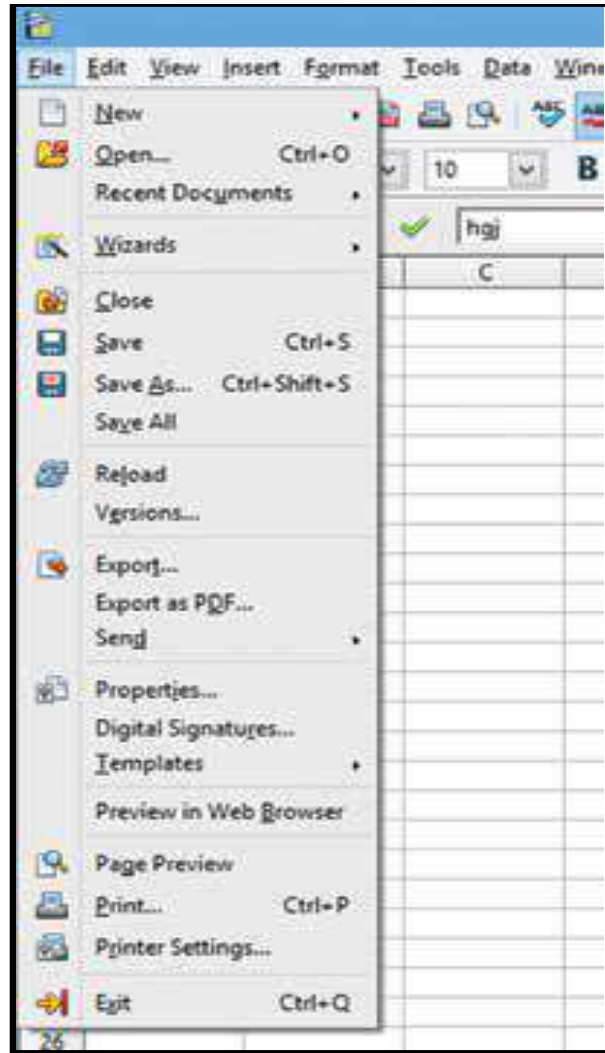 File Edit View Insert Format Tools Data
New
Open... Ctrl+O
Recent Documents
Wizards
Close
Save Ctrl+S
Save As... Ctrl+Shift+S
Save All
Reload
Versions...
Export...
Export as PDF...
Send
Properties...
Digital Signatures...
Templates
Preview in Web Browser
Page Preview
Print... Ctrl+P
Printer Settings...
Exit Ctrl+Q
ABC
10 B
hgj
C
26